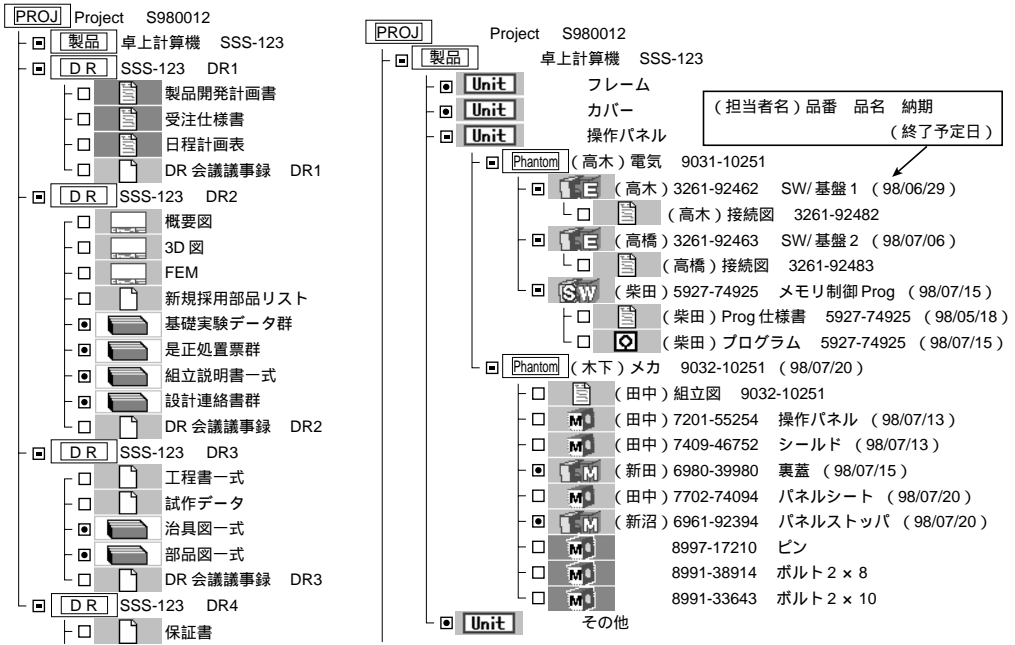 PROJ Project S980012
製品 卓上計算機 SSS-123
DR SSS-123 DR1
製品開発計画書
受注仕様書
日程計画表
DR 会議議事録 DR1
DR SSS-123 DR2
概要図
3D 図
FEM
新規採用部品リスト
基礎実験データ群
是正処置票群
組立説明書一式
設計連絡書群
DR 会議議事録 DR2
DR SSS-123 DR3
工程書一式
試作データ
治具図一式
部品図一式
DR 会議議事録 DR3
DR SSS-123 DR4
保証書
PROJ Project S980012
製品 卓上計算機 SSS-123
Unit フレーム
Unit カバー
Unit 操作パネル
(担当者名)品番 品名 納期
(終了予定日)
Phantom (高木)電気 9031-10251
E (高木)3261-92462 SW/基盤1 (98/06/29)
(高木)接続図 3261-92482
E (高橋)3261-92463 SW/基盤2 (98/07/06)
(高橋)接続図 3261-92483
SW (柴田)5927-74925 メモリ制御Prog (98/07/15)
(柴田)Prog仕様書 5927-74925 (98/05/18)
(柴田)プログラム 5927-74925 (98/07/15)
Phantom (木下)メカ 9032-10251 (98/07/20)
(田中)組立図 9032-10251
M (田中)7201-55254 操作パネル (98/07/13)
M (田中)7409-46752 シールド (98/07/13)
M (新田)6980-39980 裏蓋 (98/07/15)
M (田中)7702-74094 パネルシート (98/07/20)
M (新沼)6961-92394 パネルストッパ (98/07/20)
M 8997-17210 ピン
M 8991-38914 ボルト2×8
M 8991-33643 ボルト2×10
Unit その他